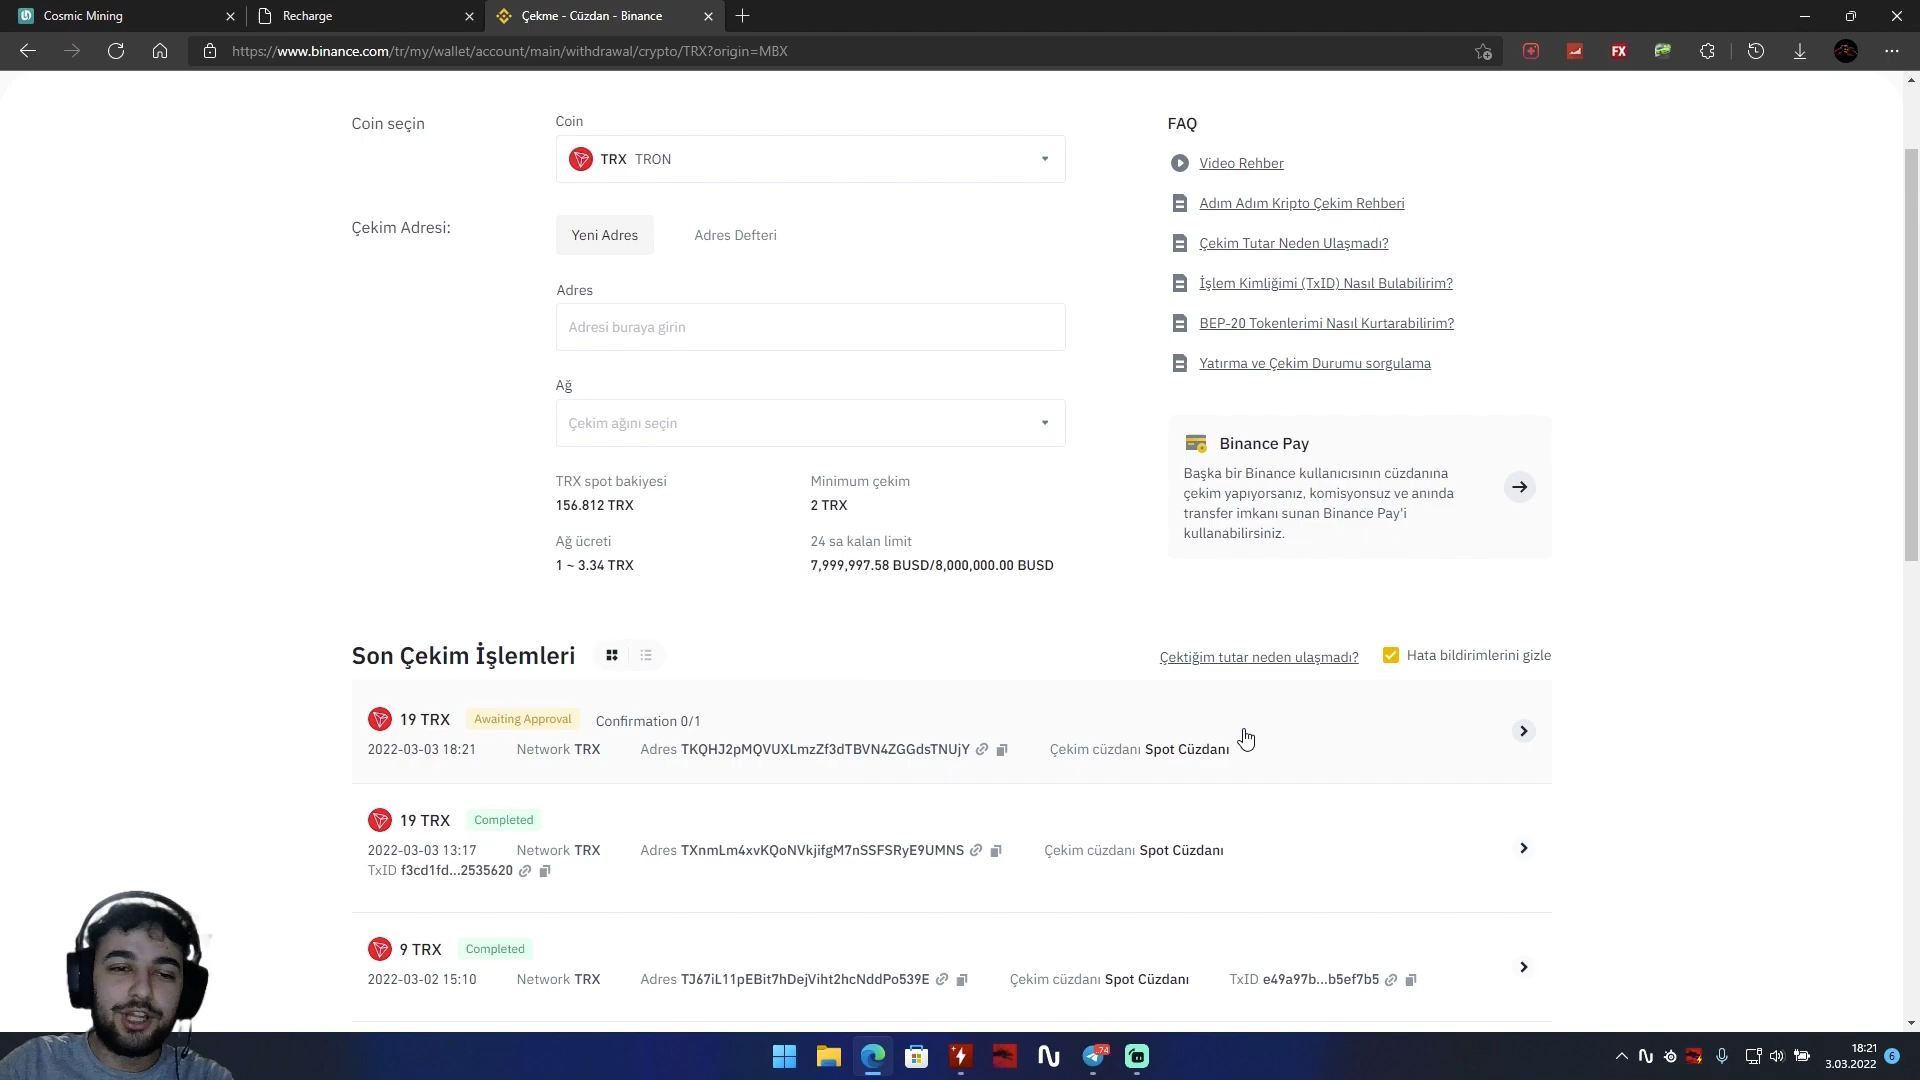 Cosmic Mining
Recharge
Çekme - Cüzdan - Binance
https://www.binance.com/tr/my/wallet/account/main/withdrawal/crypto/TRX?origin=MBX
FX
Coin seçin
Coin
TRX TRON
Çekim Adresi:
Yeni Adres
Adres Defteri
Adres
Adresi buraya girin
Ağ
Çekim ağını seçin
TRX spot bakiyesi
156.812 TRX
Minimum çekim
2 TRX
Ağ ücreti
1 ~ 3.34 TRX
24 sa kalan limit
7,999,997.58 BUSD/8,000,000.00 BUSD
FAQ
Video Rehber
Adım Adım Kripto Çekim Rehberi
Çekim Tutar Neden Ulaşmadı?
İşlem Kimliğimi (TxID) Nasıl Bulabilirim?
BEP-20 Tokenlerimi Nasıl Kurtarabilirim?
Yatırma ve Çekim Durumu sorgulama
Binance Pay
Başka bir Binance kullanıcısının cüzdanına
çekim yapıyorsanız, komisyonsuz ve anında
transfer imkanı sunan Binance Pay'i
kullanabilirsiniz.
Son Çekim İşlemleri
Çektiğim tutar neden ulaşmadı?
Hata bildirimlerini gizle
19 TRX Awaiting Approval Confirmation 0/1
2022-03-03 18:21 Network TRX Adres TKQHJ2pMQVUXLmzZf3dTBVN4ZGGdsTNUjY Çekim cüzdanı Spot Cüzdanı
19 TRX Completed
2022-03-03 13:17 Network TRX Adres TXnmLm4xvKQoNVkjifgM7nSSFSRyE9UMNS Çekim cüzdanı Spot Cüzdanı
TxID f3cd1fd...2535620
9 TRX Completed
2022-03-02 15:10 Network TRX Adres TJ67iL11pEBit7hDejViht2hcNddPo539E Çekim cüzdanı Spot Cüzdanı TxID e49a97b...b5ef7b5
74
18:21
3.03.2022
6